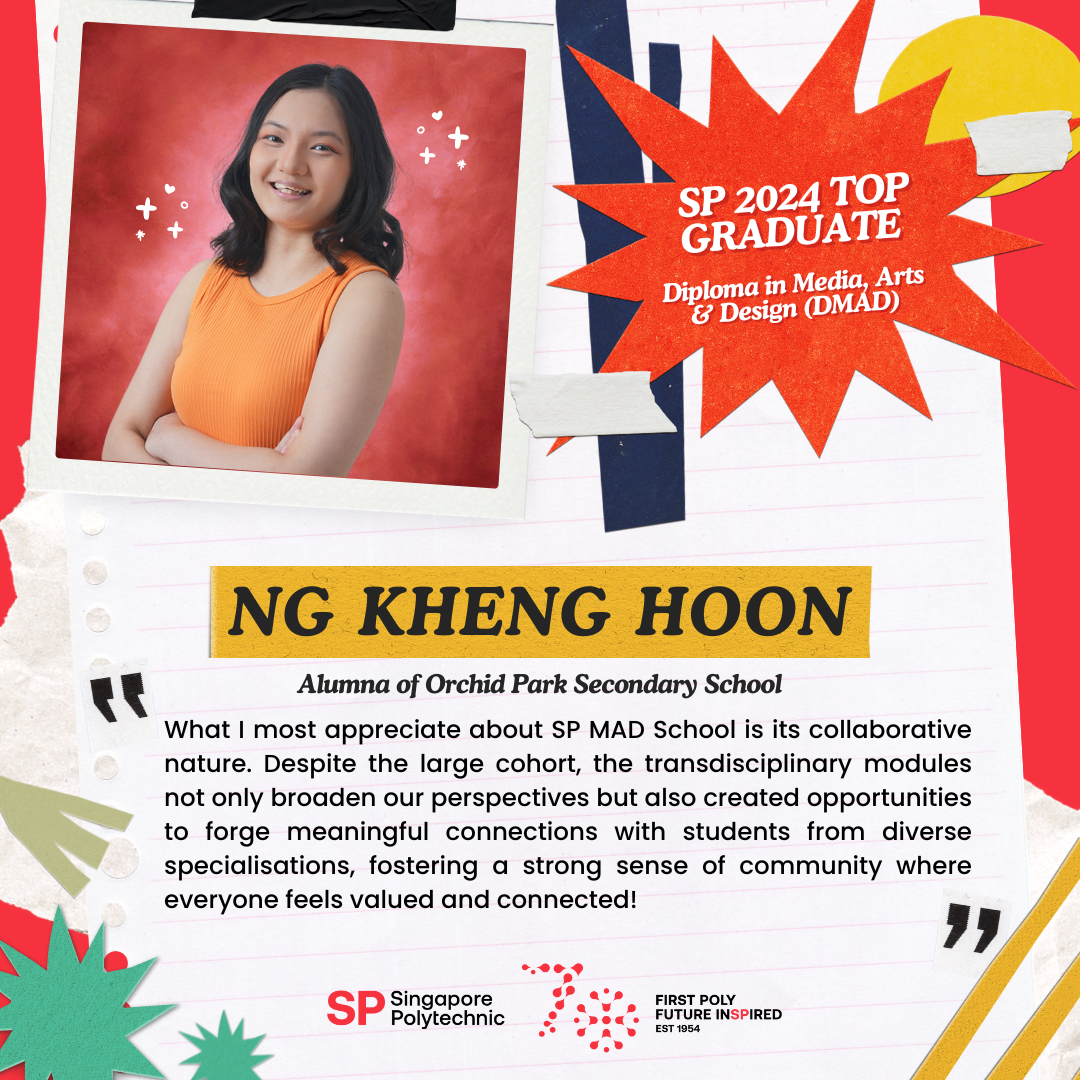 SP 2024 TOP
GRADUATE
Diploma in Media, Arts
& Design (DMAD)
NG KHENG HOON
Alumna of Orchid Park Secondary School
"
What I most appreciate about SP MAD School is its collaborative
nature. Despite the large cohort, the transdisciplinary modules
not only broaden our perspectives but also created opportunities
to forge meaningful connections with students from diverse
specialisations, fostering a strong sense of community where
everyone feels valued and connected!
"
SP Singapore
Polytechnic
70
FIRST POLY
FUTURE INSPIRED
EST 1954